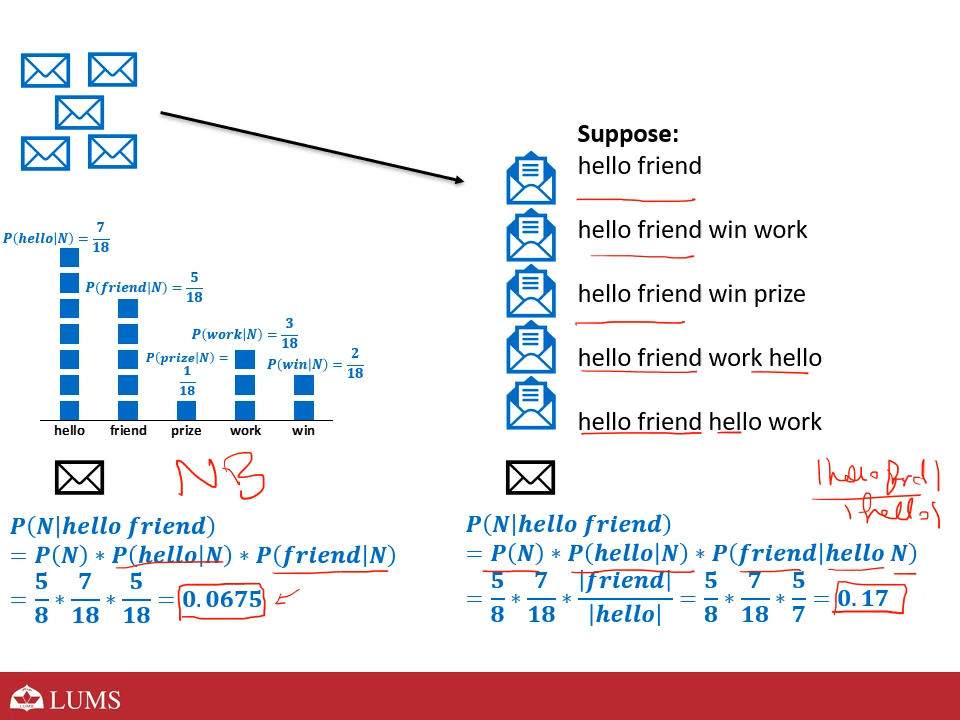 Suppose:
hello friend
hello friend win work
hello friend win prize
hello friend work hello
hello friend hello work
P(hello|N) = 7/18
P(friend|N) = 5/18
P(work|N) = 3/18
P(prize|N) = 1/18
P(win|N) = 2/18
hello friend prize work win
NB
P(N|hello friend)
= P(N) * P(hello|N) * P(friend|N)
= 5/8 * 7/18 * 5/18 = 0.0675
P(N|hello friend)
= P(N) * P(hello|N) * P(friend|hello N)
= 5/8 * 7/18 * |friend|/|hello| = 5/8 * 7/18 * 5/7 = 0.17
LUMS